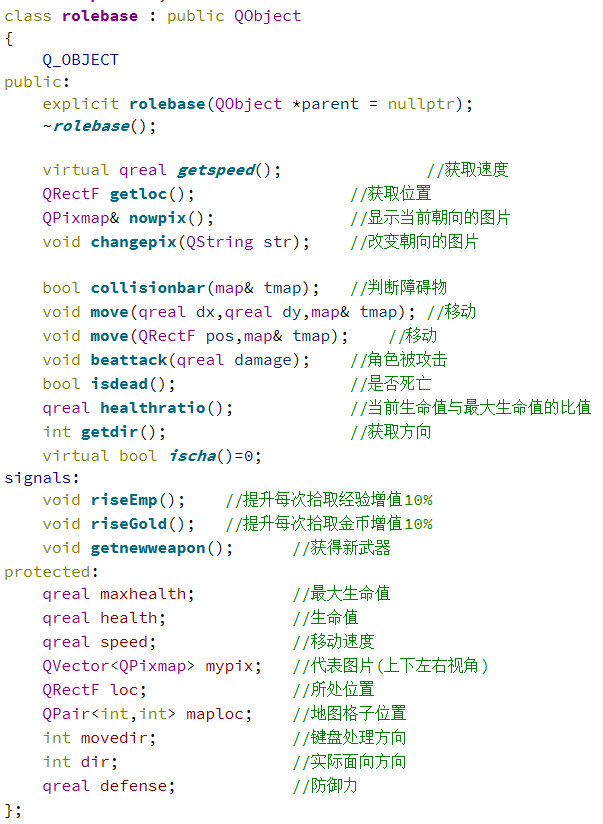 class rolebase : public QObject
{
    Q_OBJECT
public:
    explicit rolebase(QObject *parent = nullptr);
    ~rolebase();
    virtual qreal getspeed();               //获取速度
    QRectF getloc();                //获取位置
    QPixmap& nowpix();              //显示当前朝向的图片
    void changepix(QString str);    //改变朝向的图片
    bool collisionbar(map& tmap);   //判断障碍物
    void move(qreal dx,qreal dy,map& tmap); //移动
    void move(QRectF pos,map& tmap);    //移动
    void beattack(qreal damage);    //角色被攻击
    bool isdead();                  //是否死亡
    qreal healthratio();            //当前生命值与最大生命值的比值
    int getdir();                   //获取方向
    virtual bool ischa()=0;
signals:
    void riseEmp();    //提升每次拾取经验增值10%
    void riseGold();   //提升每次拾取金币增值10%
    void getnewweapon();      //获得新武器
protected:
    qreal maxhealth;          //最大生命值
    qreal health;             //生命值
    qreal speed;              //移动速度
    QVector<QPixmap> mypix;   //代表图片(上下左右视角)
    QRectF loc;               //所处位置
    QPair<int,int> maploc;    //地图格子位置
    int movedir;              //键盘处理方向
    int dir;                  //实际面向方向
    qreal defense;            //防御力
};